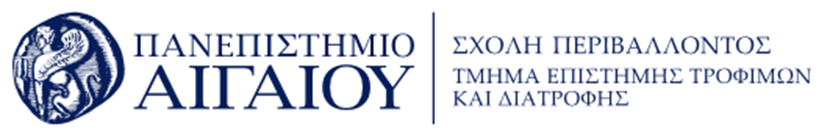 ΠΑΝΕΠΙΣΤΗΜΙΟ
ΑΙΓΑΙΟΥ
ΣΧΟΛΗ ΠΕΡΙΒΑΛΛΟΝΤΟΣ
ΤΜΗΜΑ ΕΠΙΣΤΗΜΗΣ ΤΡΟΦΙΜΩΝ
ΚΑΙ ΔΙΑΤΡΟΦΗΣ